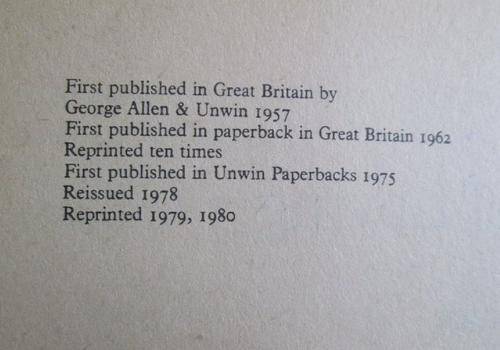 First published in Great Britain by
George Allen & Unwin 1957
First published in paperback in Great Britain 1962
Reprinted ten times
First published in Unwin Paperbacks 1975
Reissued 1978
Reprinted 1979, 1980